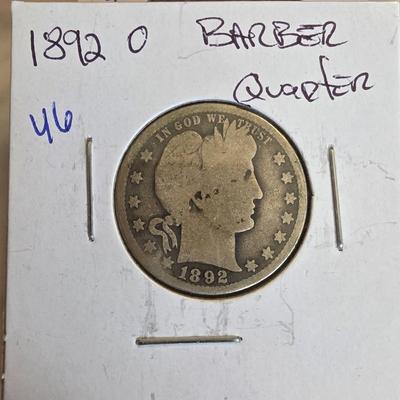 1892 O BARBER
Quarter
46
IN GOD WE TRUST
1892